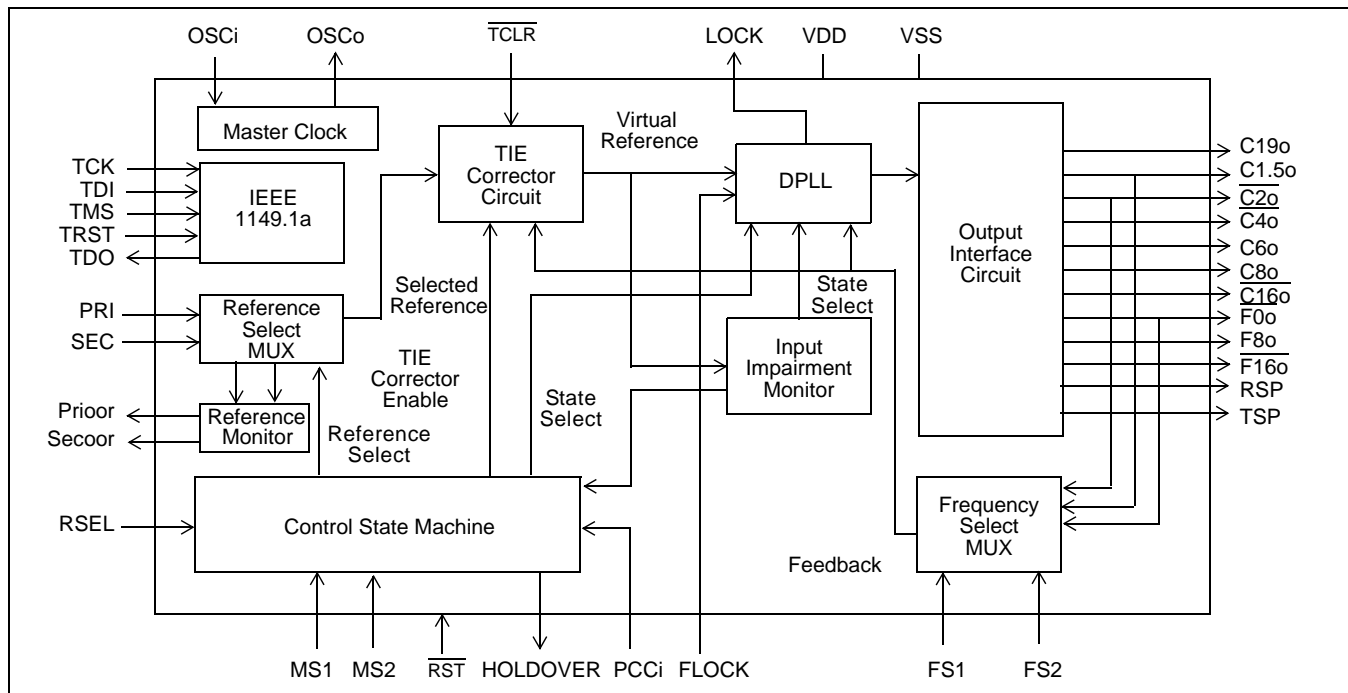 OSCi
OSCo
TCLR
LOCK
VDD
VSS
Master Clock
TIE
Corrector
Circuit
Virtual
Reference
DPLL
TCK
TDI
TMS
TRST
TDO
IEEE
1149.1a
Output
Interface
Circuit
C19o
C1.5o
C2o
C4o
C6o
C8o
C16o
F0o
F8o
F16o
RSP
TSP
Selected
Reference
State
Select
PRI
SEC
Reference
Select
MUX
TIE
Corrector
Enable
Input
Impairment
Monitor
Prioor
Secoor
Reference
Monitor
Reference
Select
State
Select
RSEL
Control State Machine
Frequency
Select
MUX
Feedback
MS1
MS2
RST
HOLDOVER
PCCi
FLOCK
FS1
FS2